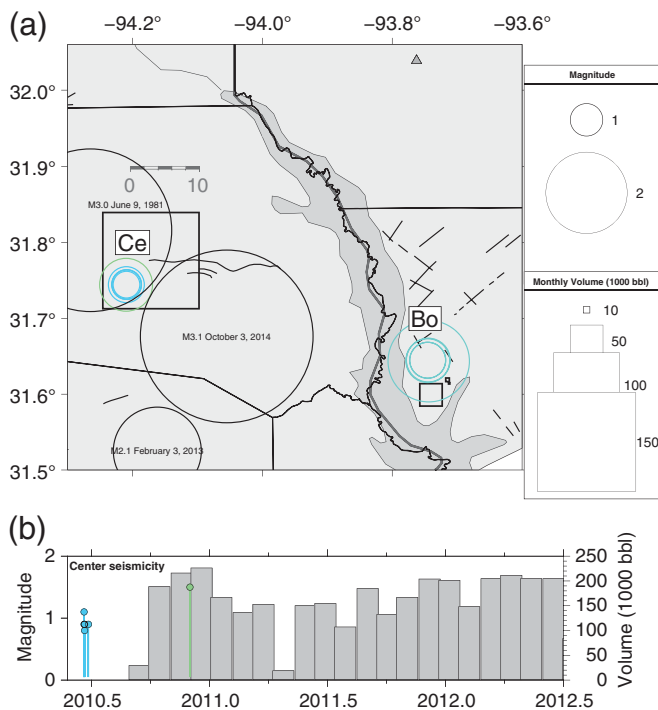 (a)
−94.2° −94.0° −93.8° −93.6°
32.0°
31.9°
31.8°
31.7°
31.6°
31.5°
0 10
M3.0 June 9, 1981
Ce
Bo
M3.1 October 3, 2014
M2.1 February 3, 2013
Magnitude
1
2
Monthly Volume (1000 bbl)
10
50
100
150
(b)
Center seismicity
Magnitude
2
1
0
250
200
150
100
50
0
Volume (1000 bbl)
2010.5 2011.0 2011.5 2012.0 2012.5